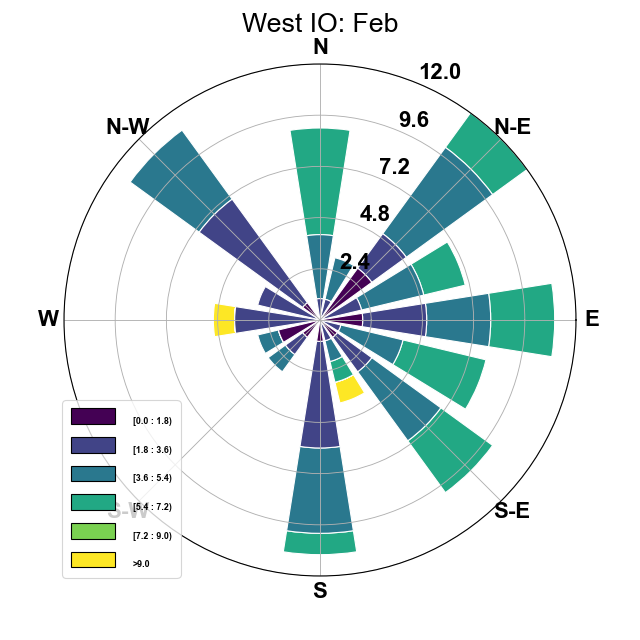 West IO: Feb
N
12.0
9.6
N-E
N-W
7.2
4.8
2.4
W
E
[0.0 : 1.8)
[1.8 : 3.6)
[3.6 : 5.4)
[5.4 : 7.2)
S-W
S-E
[7.2 : 9.0)
>9.0
S